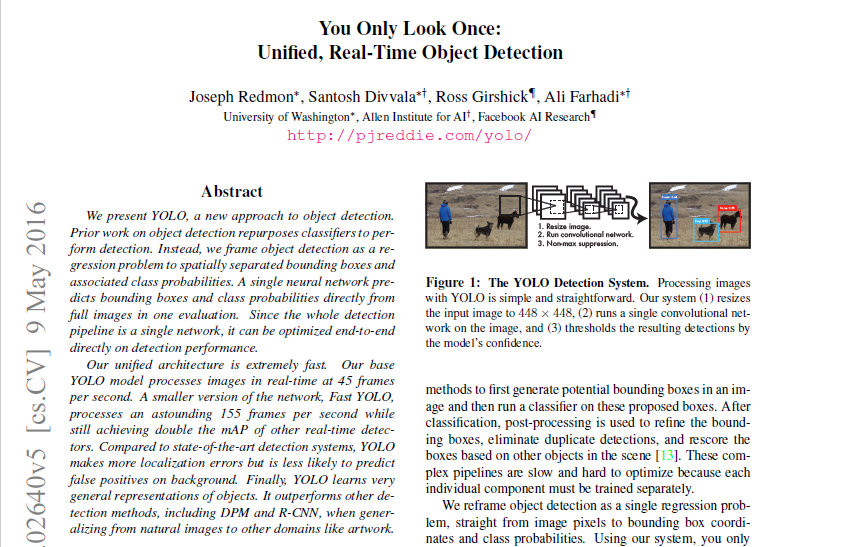 You Only Look Once:
Unified, Real-Time Object Detection
Joseph Redmon*, Santosh Divvala*†, Ross Girshick¶, Ali Farhadi*†
University of Washington*, Allen Institute for AI†, Facebook AI Research¶
http://pjreddie.com/yolo/
.02640v5 [cs.CV] 9 May 2016
Abstract
We present YOLO, a new approach to object detection.
Prior work on object detection repurposes classifiers to per-
form detection. Instead, we frame object detection as a re-
gression problem to spatially separated bounding boxes and
associated class probabilities. A single neural network pre-
dicts bounding boxes and class probabilities directly from
full images in one evaluation. Since the whole detection
pipeline is a single network, it can be optimized end-to-end
directly on detection performance.
Our unified architecture is extremely fast. Our base
YOLO model processes images in real-time at 45 frames
per second. A smaller version of the network, Fast YOLO,
processes an astounding 155 frames per second while
still achieving double the mAP of other real-time detec-
tors. Compared to state-of-the-art detection systems, YOLO
makes more localization errors but is less likely to predict
false positives on background. Finally, YOLO learns very
general representations of objects. It outperforms other de-
tection methods, including DPM and R-CNN, when gener-
alizing from natural images to other domains like artwork.
1. Resize image.
2. Run convolutional network.
3. Non-max suppression.
Figure 1: The YOLO Detection System. Processing images
with YOLO is simple and straightforward. Our system (1) resizes
the input image to 448 × 448, (2) runs a single convolutional net-
work on the image, and (3) thresholds the resulting detections by
the model's confidence.
methods to first generate potential bounding boxes in an im-
age and then run a classifier on these proposed boxes. After
classification, post-processing is used to refine the bound-
ing boxes, eliminate duplicate detections, and rescore the
boxes based on other objects in the scene [13]. These com-
plex pipelines are slow and hard to optimize because each
individual component must be trained separately.
We reframe object detection as a single regression prob-
lem, straight from image pixels to bounding box coordi-
nates and class probabilities. Using our system, you only